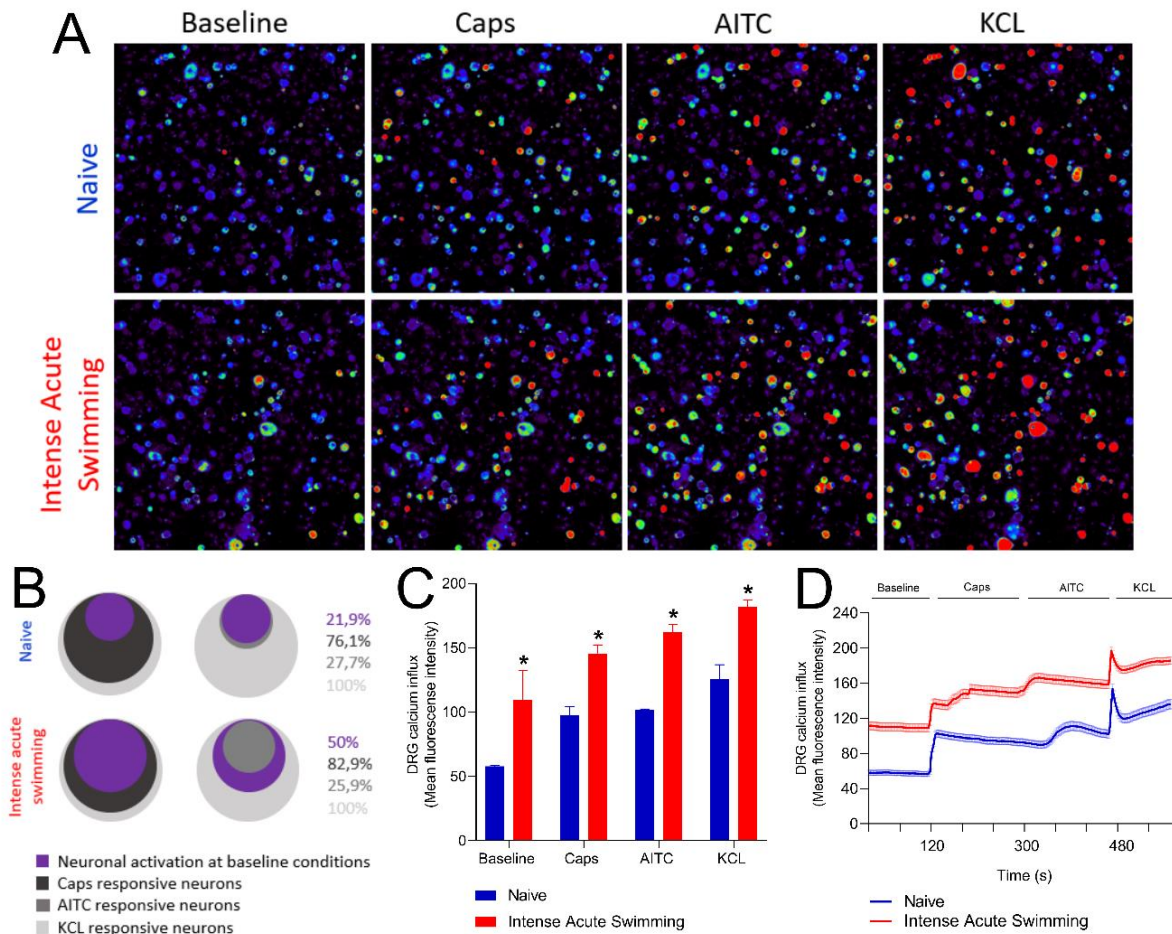 A
Baseline
Caps
AITC
KCL
Naive
Intense Acute
Swimming
B
Naive
21,9%
76,1%
27,7%
100%
Intense acute
swimming
50%
82,9%
25,9%
100%
Neuronal activation at baseline conditions
Caps responsive neurons
AITC responsive neurons
KCL responsive neurons
C
DRG calcium influx
(Mean fluorescense intensity)
200
150
100
50
0
*
*
*
*
Baseline
Caps
AITC
KCL
Naive
Intense Acute Swimming
D
Baseline
Caps
AITC
KCL
DRG calcium influx
(Mean fluorescence intensity)
240
200
160
120
80
40
0
120
300
480
Time (s)
Naive
Intense Acute Swimming